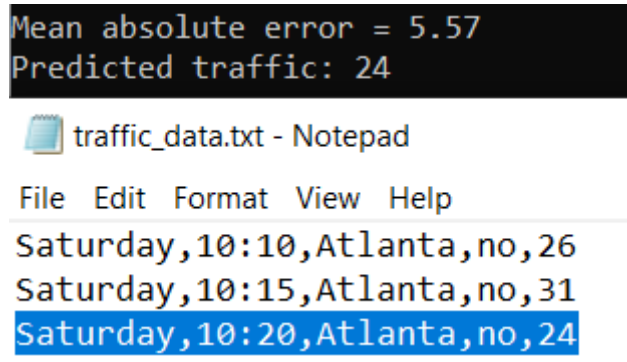 Mean absolute error = 5.57
Predicted traffic: 24
traffic_data.txt - Notepad
File Edit Format View Help
Saturday,10:10,Atlanta,no,26
Saturday,10:15,Atlanta,no,31
Saturday,10:20,Atlanta,no,24